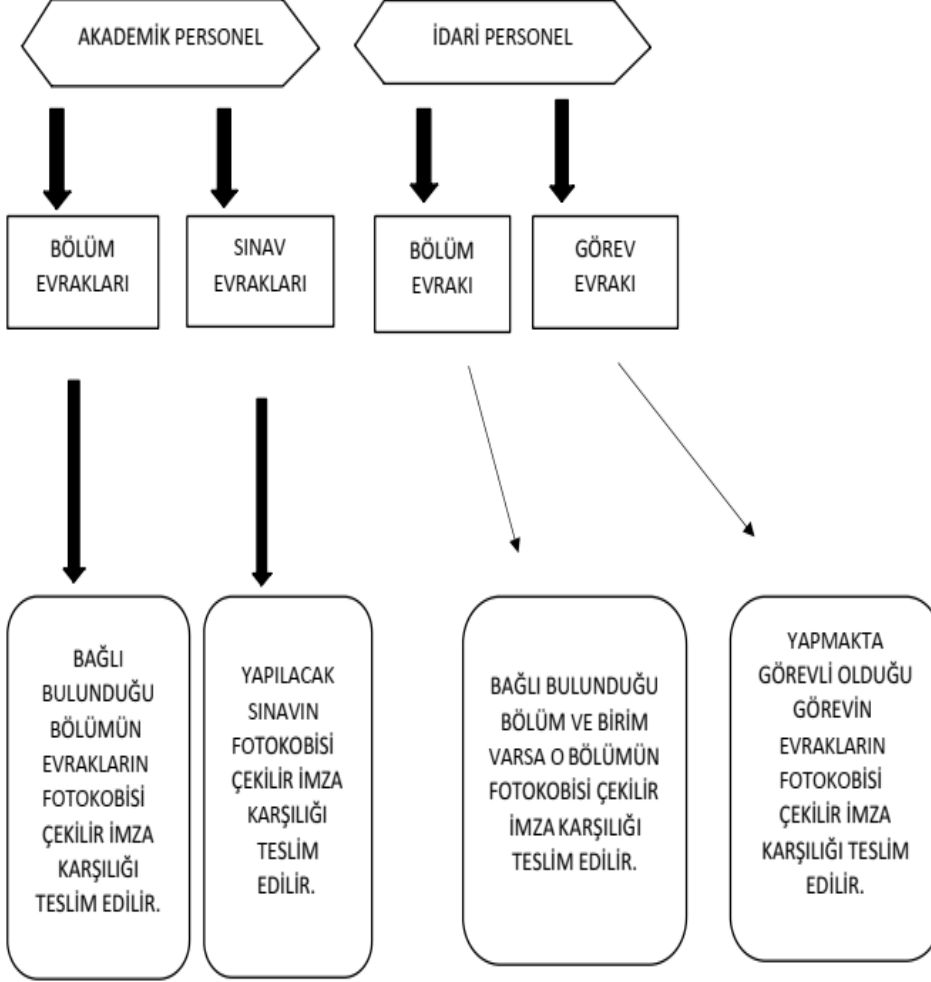 AKADEMİK PERSONEL
İDARİ PERSONEL
BÖLÜM
EVRAKLARI
SINAV
EVRAKLARI
BÖLÜM
EVRAKI
GÖREV
EVRAKI
BAĞLI
BULUNDUĞU
BÖLÜMÜN
EVRAKLARIN
FOTOKOBİSİ
ÇEKİLİR İMZA
KARŞILIĞI
TESLİM EDİLİR.
YAPILACAK
SINAVIN
FOTOKOBİSİ
ÇEKİLİR İMZA
KARŞILIĞI
TESLİM
EDİLİR.
BAĞLI BULUNDUĞU
BÖLÜM VE BİRİM
VARSA O BÖLÜMÜN
FOTOKOBİSİ ÇEKİLİR
İMZA KARŞILIĞI
TESLİM EDİLİR.
YAPMAKTA
GÖREVLİ OLDUĞU
GÖREVİN
EVRAKLARIN
FOTOKOBİSİ
ÇEKİLİR İMZA
KARŞILIĞI TESLİM
EDİLİR.